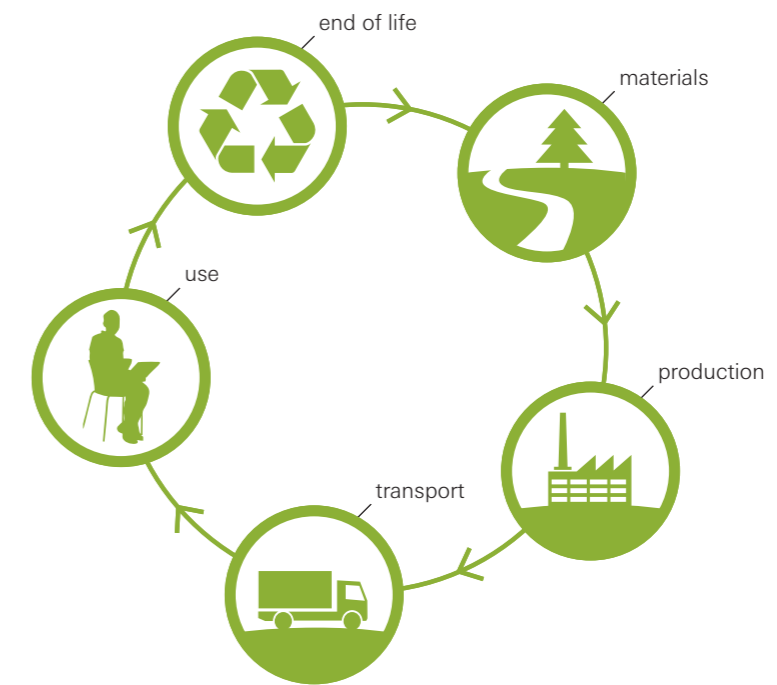 end of life
materials
use
production
transport